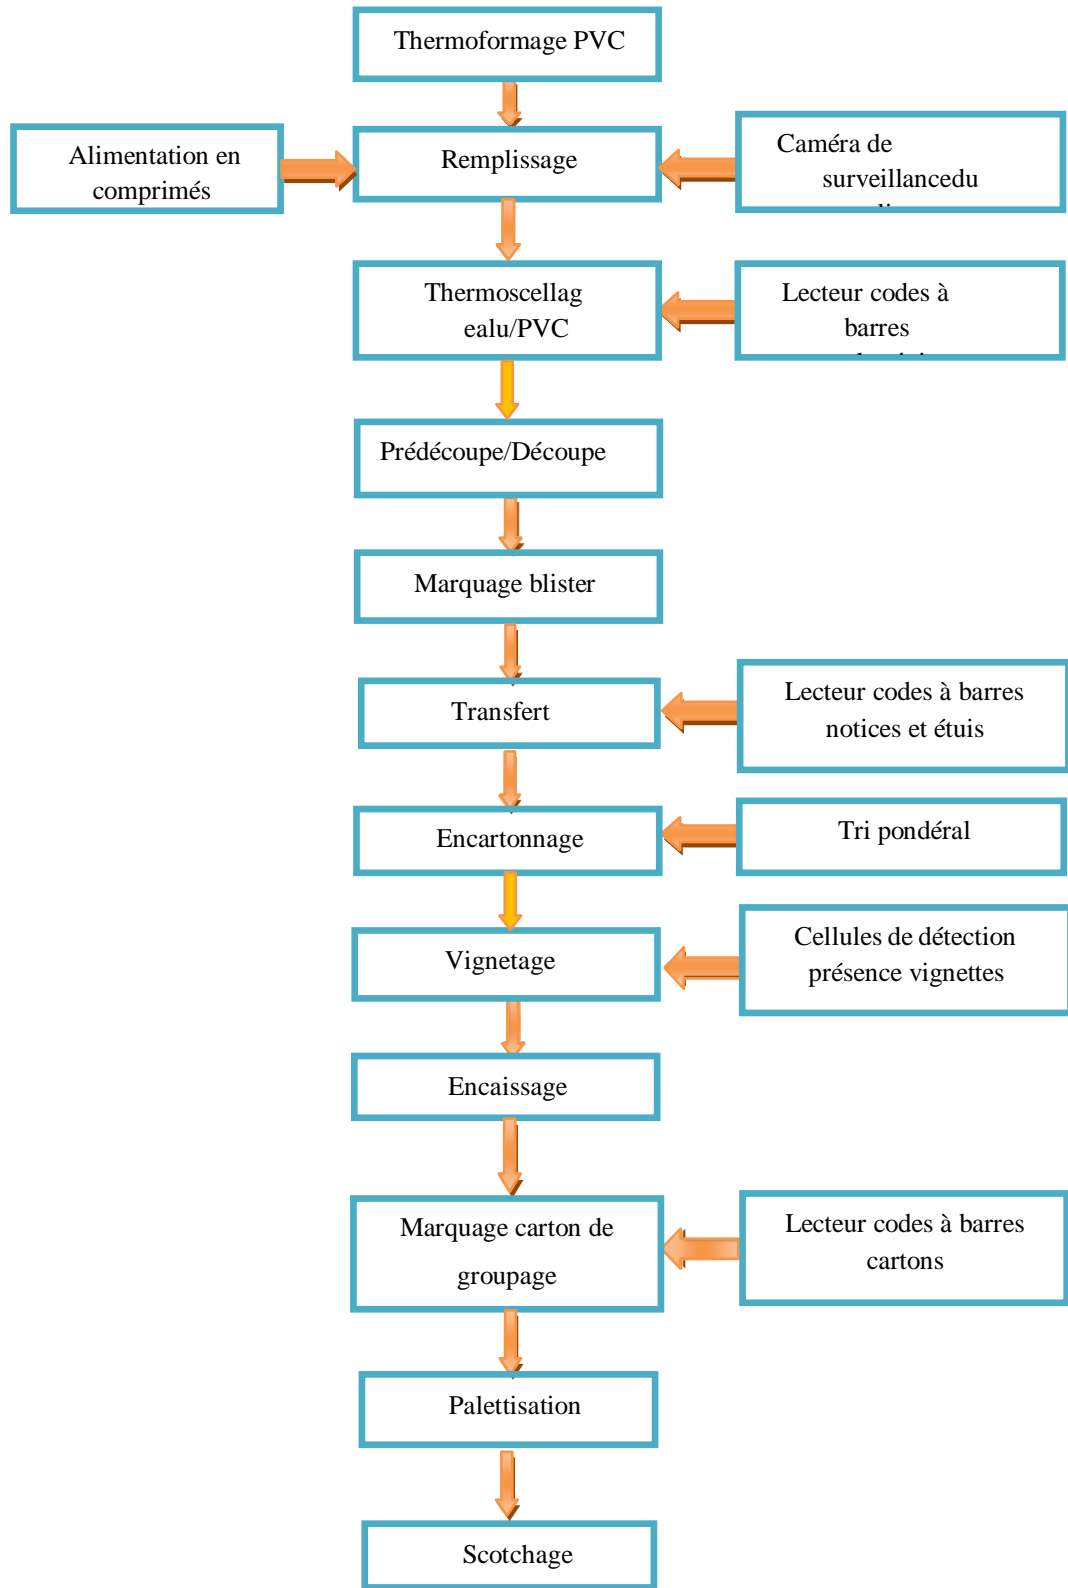 Thermoformage PVC
Alimentation en
comprimés
Remplissage
Caméra de
surveillancedu
Thermoscellag
ealu/PVC
Lecteur codes à
barres
Prédécoupe/Découpe
Marquage blister
Transfert
Lecteur codes à barres
notices et étuis
Encartonnage
Tri pondéral
Vignetage
Cellules de détection
présence vignettes
Encaissage
Marquage carton de
groupage
Lecteur codes à barres
cartons
Palettisation
Scotchage